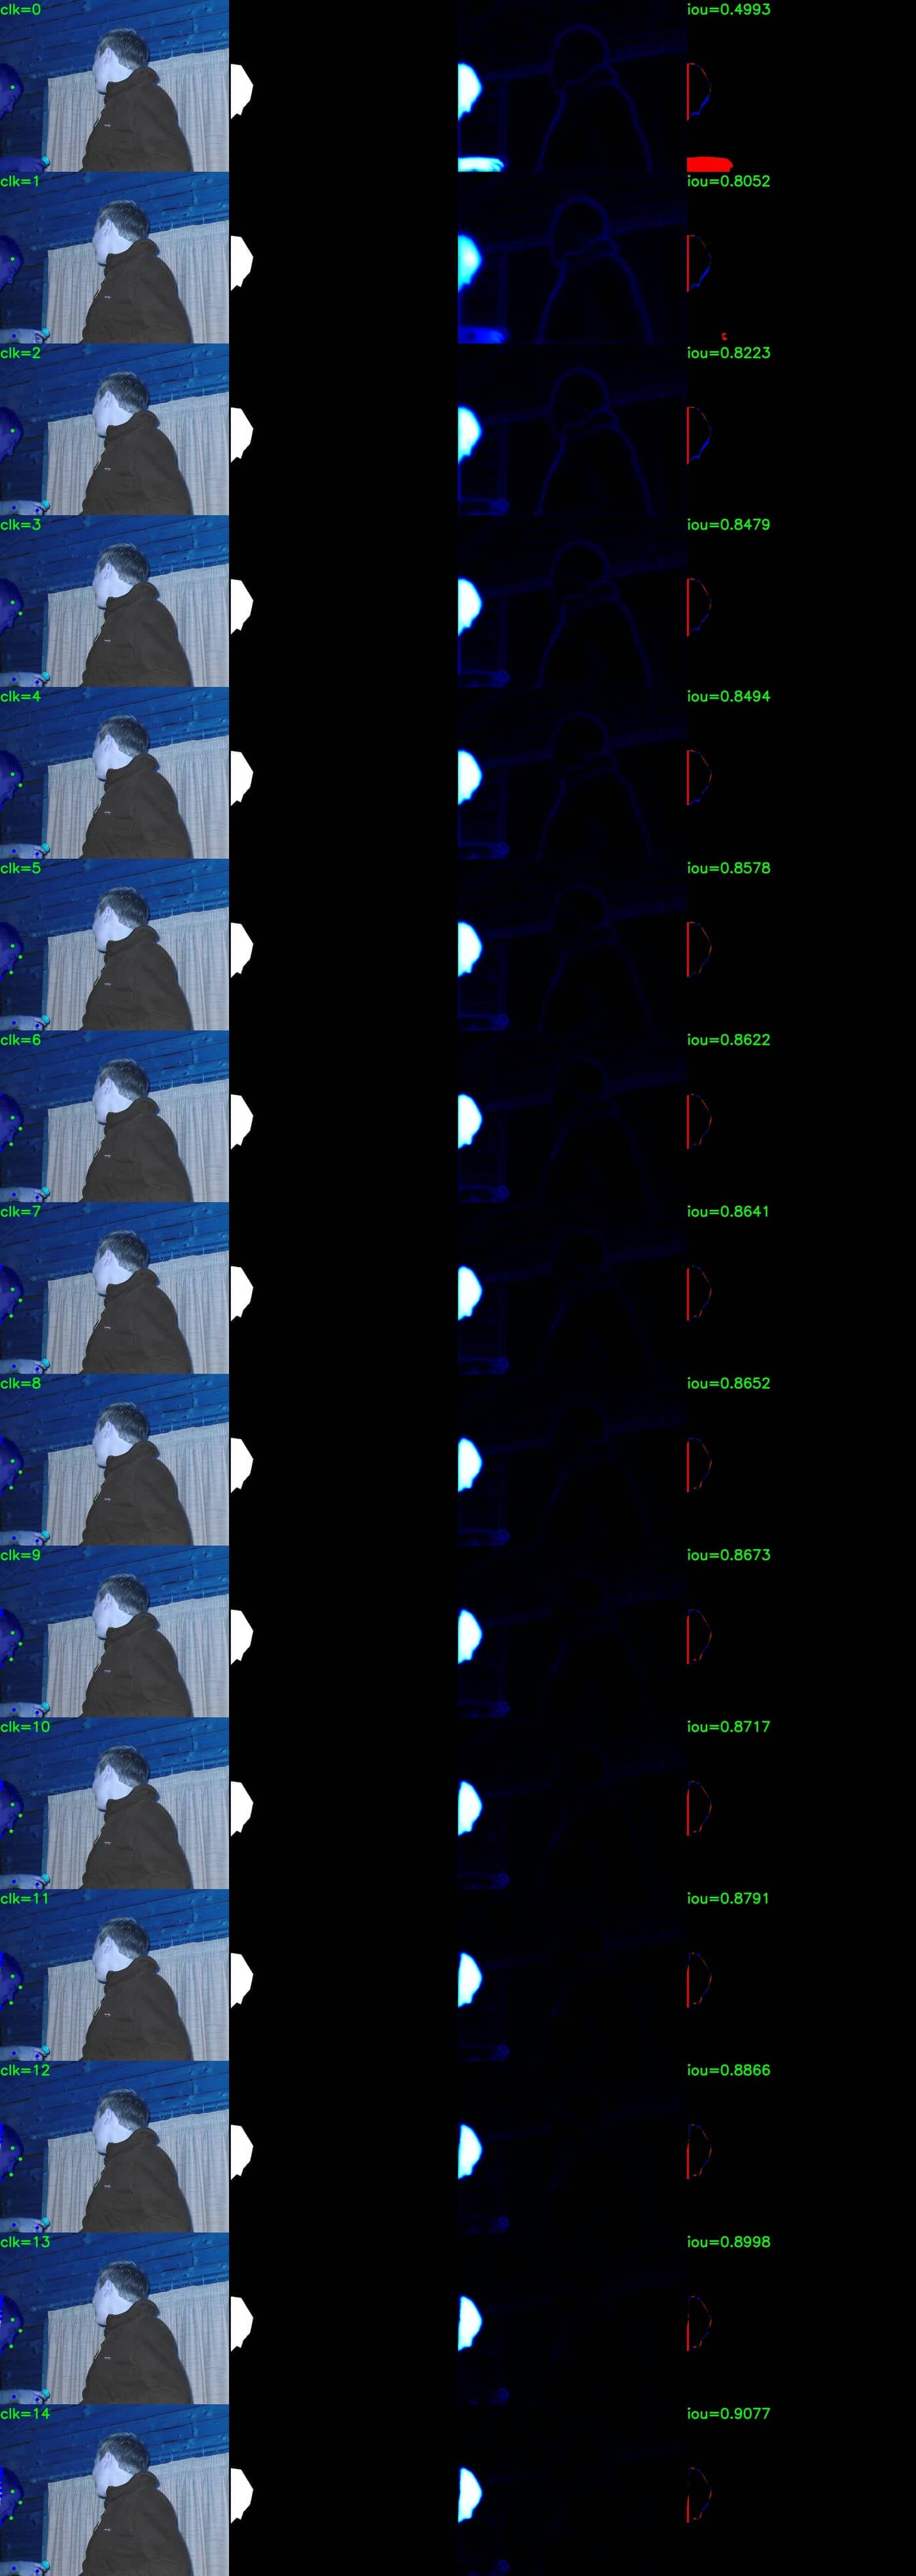 clk=0 iou=0.4993
clk=1 iou=0.8052
clk=2 iou=0.8223
clk=3 iou=0.8479
clk=4 iou=0.8494
clk=5 iou=0.8578
clk=6 iou=0.8622
clk=7 iou=0.8641
clk=8 iou=0.8652
clk=9 iou=0.8673
clk=10 iou=0.8717
clk=11 iou=0.8791
clk=12 iou=0.8866
clk=13 iou=0.8998
clk=14 iou=0.9077